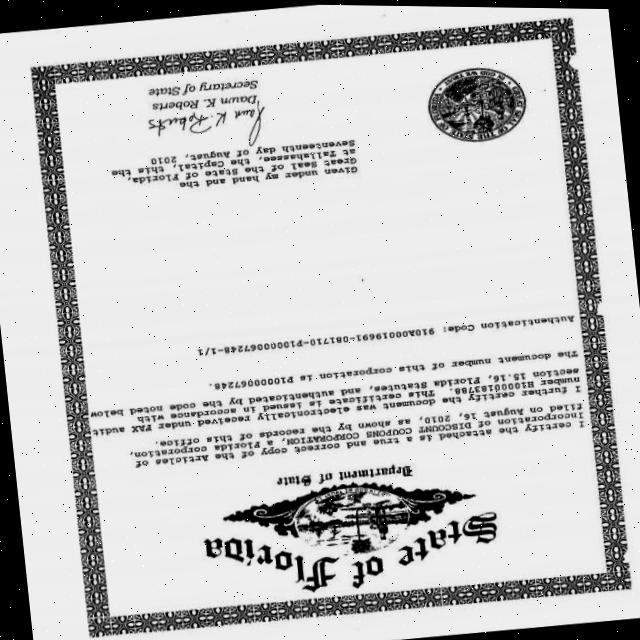 State of Florida
Department of State
I certify the attached is a true and correct copy of the Articles of
Incorporation of DISCOUNT COUPONS CORPORATION, a Florida corporation,
filed on August 16, 2010, as shown by the records of this office.
I further certify the document was electronically received under FAX audit
number H10000183788. This certificate is issued in accordance with
section 15.16, Florida Statutes, and authenticated by the code noted below
The document number of this corporation is P10000067248.
Authentication Code: 910A00019691-081710-P10000067248-1/1
Given under my hand and the
Great Seal of the State of Florida,
at Tallahassee, the Capital, this the
Seventeenth day of August, 2010
Dawn K. Roberts
Dawn K. Roberts
Secretary of State